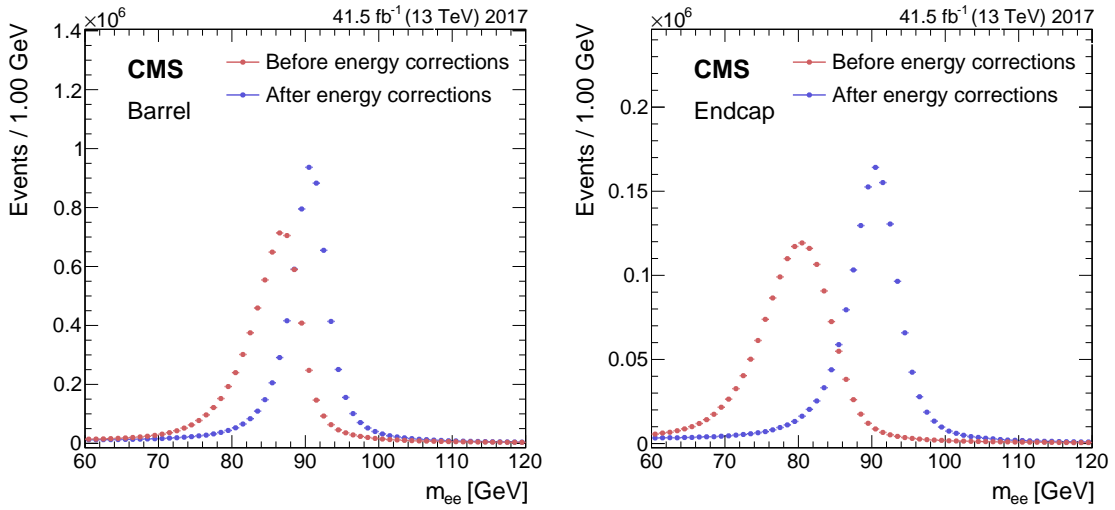 41.5 fb⁻¹ (13 TeV) 2017
×10⁶
CMS
Barrel
Before energy corrections
After energy corrections
Events / 1.00 GeV
1.4
1.2
1
0.8
0.6
0.4
0.2
0
60 70 80 90 100 110 120
m_ee [GeV]
41.5 fb⁻¹ (13 TeV) 2017
×10⁶
CMS
Endcap
Before energy corrections
After energy corrections
Events / 1.00 GeV
0.2
0.15
0.1
0.05
0
60 70 80 90 100 110 120
m_ee [GeV]